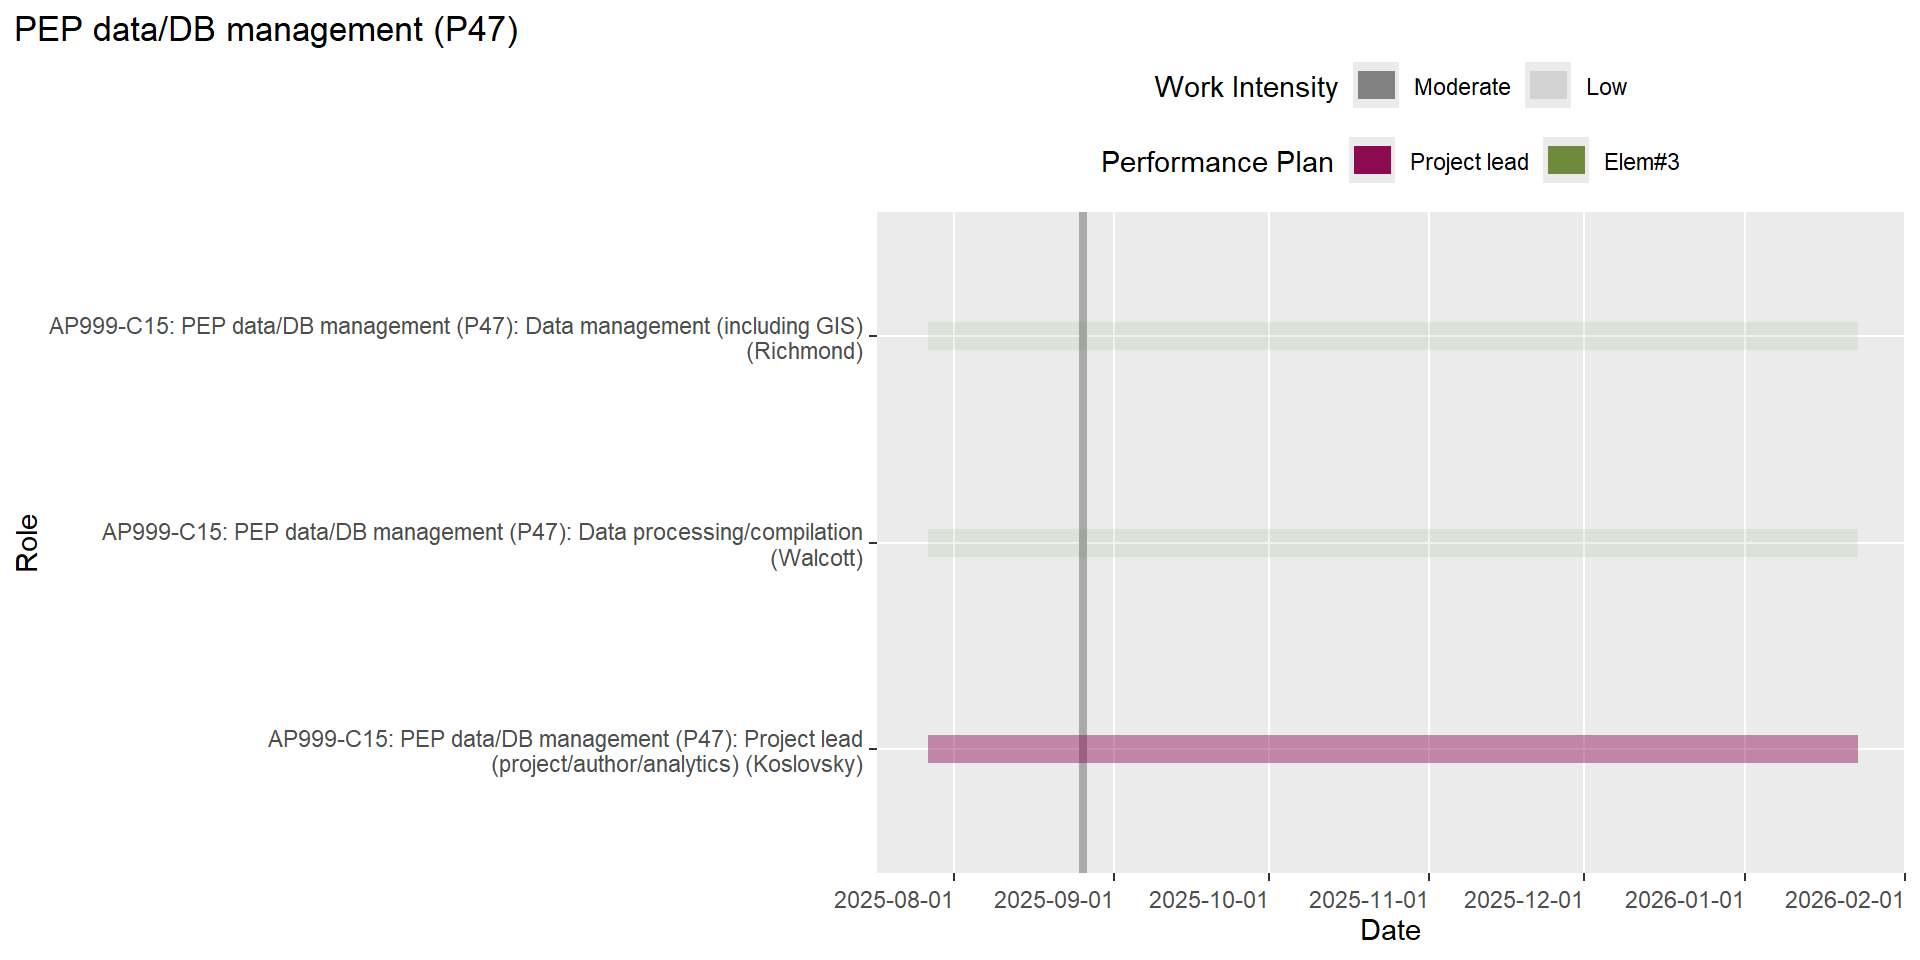 PEP data/DB management (P47)
Work Intensity Moderate Low
Performance Plan Project lead Elem#3
AP999-C15: PEP data/DB management (P47): Data management (including GIS)
(Richmond)
AP999-C15: PEP data/DB management (P47): Data processing/compilation
(Walcott)
AP999-C15: PEP data/DB management (P47): Project lead
(project/author/analytics) (Koslovsky)
Role
2025-08-01 2025-09-01 2025-10-01 2025-11-01 2025-12-01 2026-01-01 2026-02-01
Date